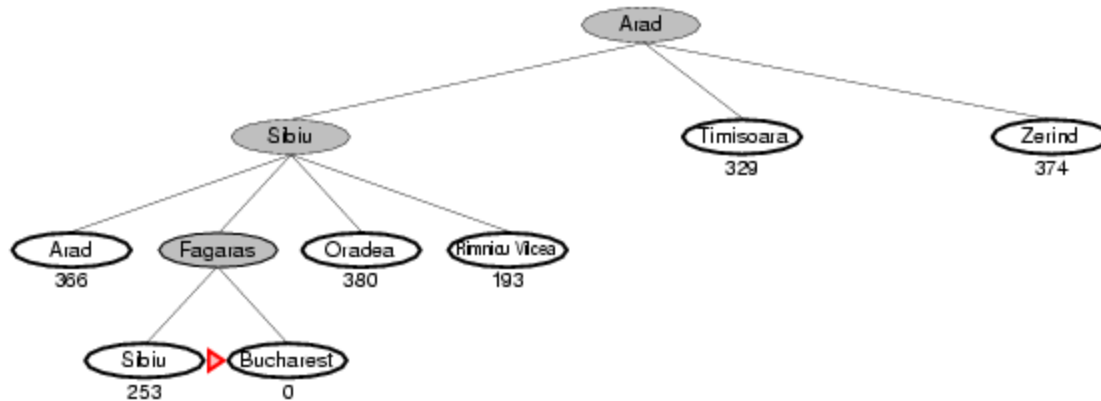 Arad
Sibiu
Timisoara
Zerind
329
374
Arad
Fagaras
Oradea
Rimnicu Vilcea
366
380
193
Sibiu
Bucharest
253
0